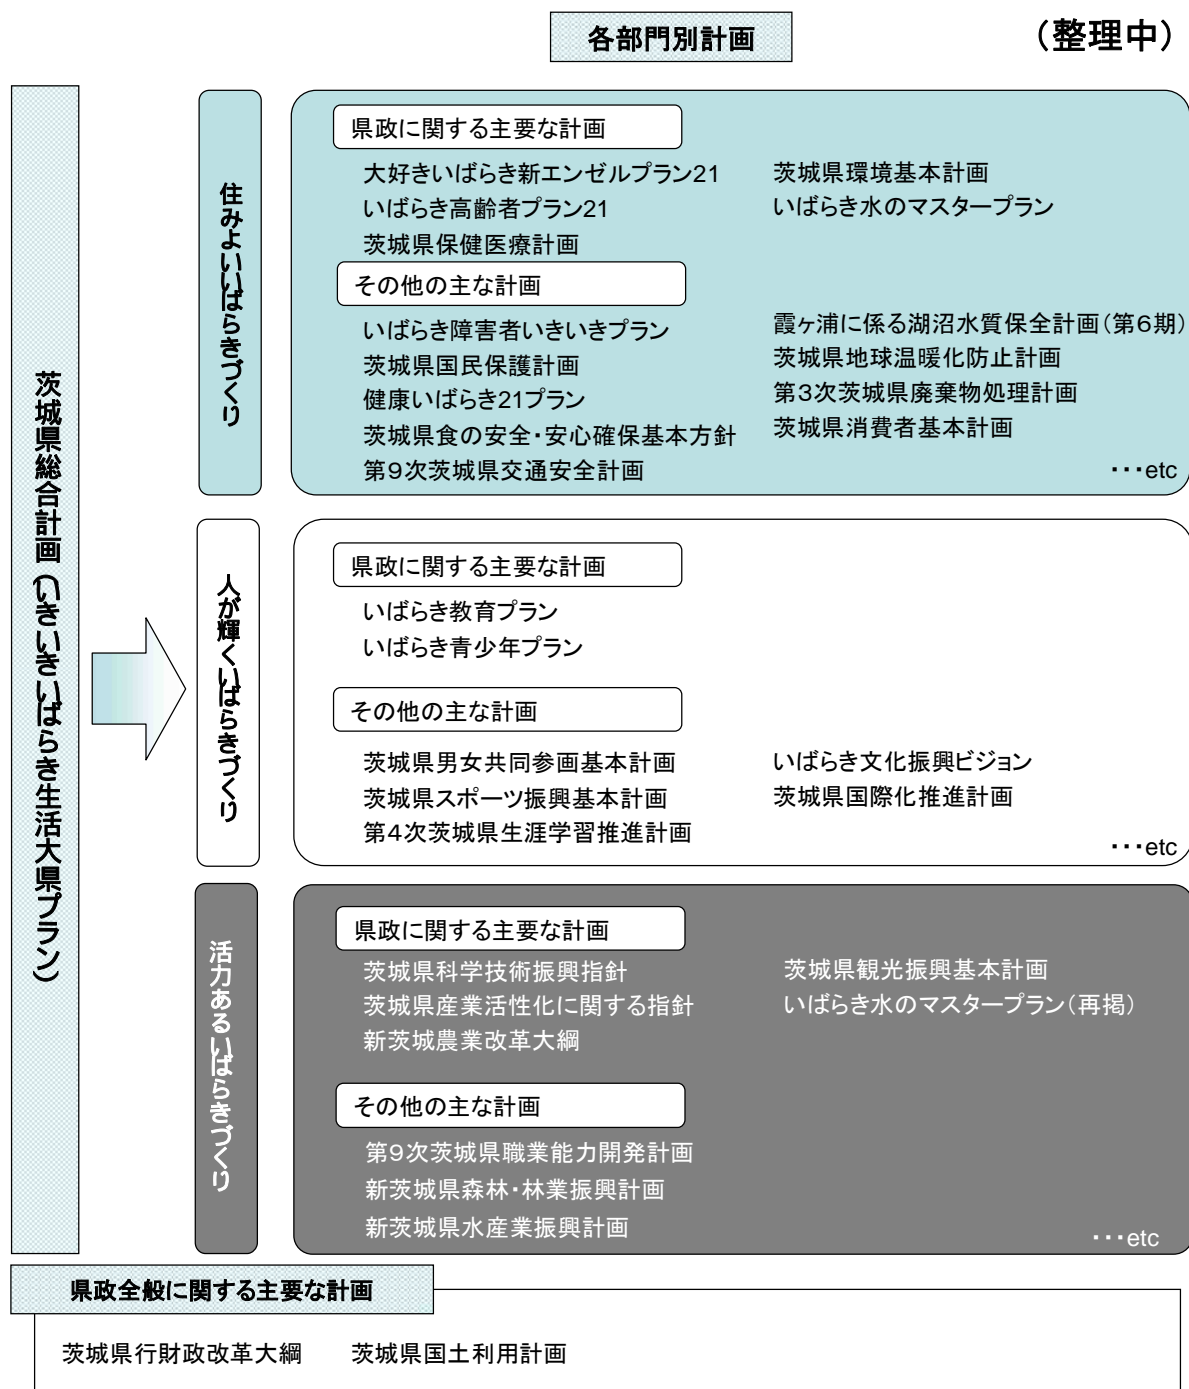 各部門別計画
（整理中）
茨城県総合計画（いきいきいばらき生活大県プラン）
住みよいいばらきづくり
県政に関する主要な計画
大好きいばらき新エンゼルプラン21
いばらき高齢者プラン21
茨城県保健医療計画
茨城県環境基本計画
いばらき水のマスタープラン
その他の主な計画
いばらき障害者いきいきプラン
茨城県国民保護計画
健康いばらき21プラン
茨城県食の安全・安心確保基本方針
第9次茨城県交通安全計画
霞ヶ浦に係る湖沼水質保全計画（第6期）
茨城県地球温暖化防止計画
第3次茨城県廃棄物処理計画
茨城県消費者基本計画
・・・etc
人が輝くいばらきづくり
県政に関する主要な計画
いばらき教育プラン
いばらき青少年プラン
その他の主な計画
茨城県男女共同参画基本計画
茨城県スポーツ振興基本計画
第4次茨城県生涯学習推進計画
いばらき文化振興ビジョン
茨城県国際化推進計画
・・・etc
活力あるいばらきづくり
県政に関する主要な計画
茨城県科学技術振興指針
茨城県産業活性化に関する指針
新茨城農業改革大綱
茨城県観光振興基本計画
いばらき水のマスタープラン（再掲）
その他の主な計画
第9次茨城県職業能力開発計画
新茨城県森林・林業振興計画
新茨城県水産業振興計画
・・・etc
県政全般に関する主要な計画
茨城県行財政改革大綱
茨城県国土利用計画